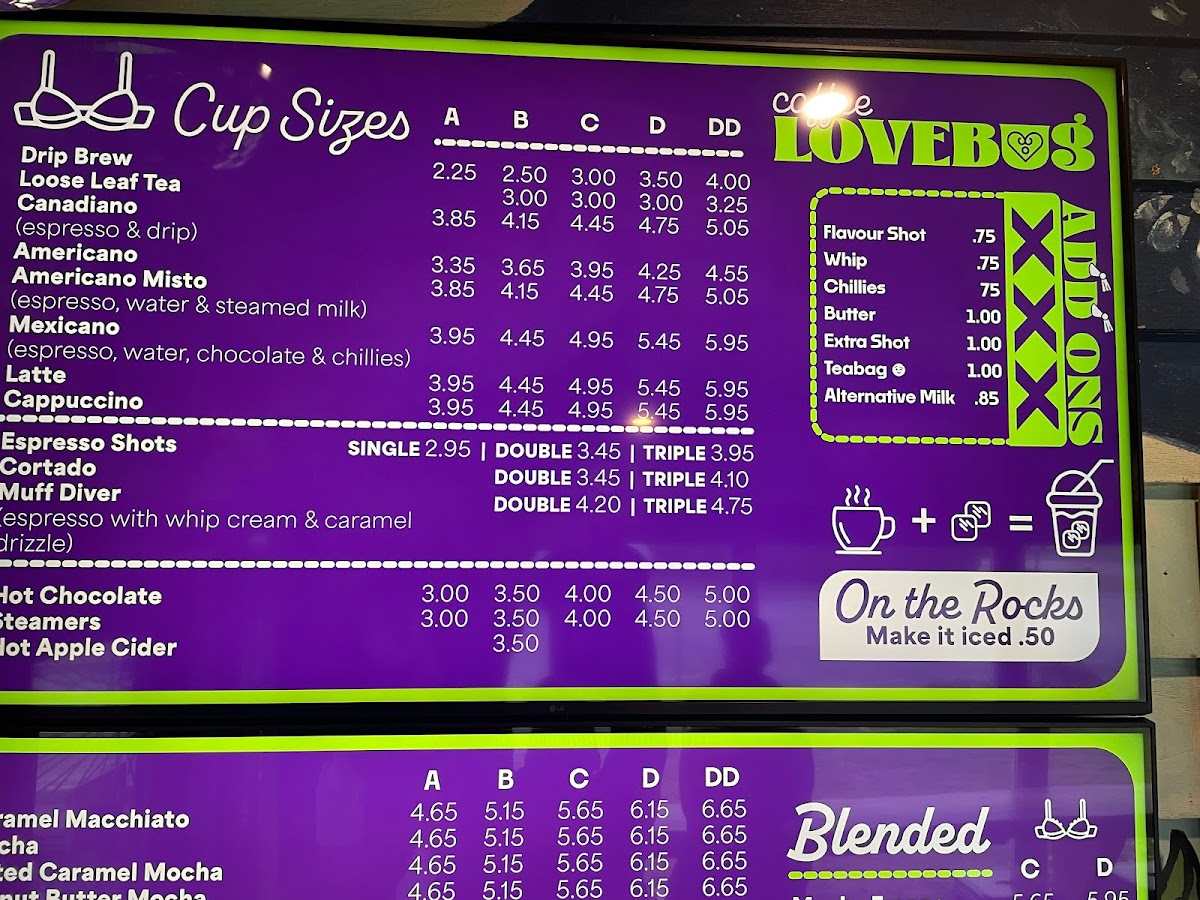 Cup Sizes A B C D DD
Drip Brew 2.25 2.50 3.00 3.50 4.00
Loose Leaf Tea 3.00 3.00 3.00 3.25
Canadiano 3.85 4.15 4.45 4.75 5.05
(espresso & drip)
Americano 3.35 3.65 3.95 4.25 4.55
Americano Misto 3.85 4.15 4.45 4.75 5.05
(espresso, water & steamed milk)
Mexicano 3.95 4.45 4.95 5.45 5.95
(espresso, water, chocolate & chillies)
Latte 3.95 4.45 4.95 5.45 5.95
Cappuccino 3.95 4.45 4.95 5.45 5.95
Espresso Shots SINGLE 2.95 | DOUBLE 3.45 | TRIPLE 3.95
Cortado DOUBLE 3.45 | TRIPLE 4.10
Muff Diver DOUBLE 4.20 | TRIPLE 4.75
(espresso with whip cream & caramel
drizzle)
Hot Chocolate 3.00 3.50 4.00 4.50 5.00
Steamers 3.00 3.50 4.00 4.50 5.00
Hot Apple Cider 3.50
coffee
LOVEBUG
ADD ONS
Flavour Shot .75
Whip .75
Chillies 75
Butter 1.00
Extra Shot 1.00
Teabag 1.00
Alternative Milk .85
+ =
On the Rocks
Make it iced .50
LG
A B C D DD
ramel Macchiato 4.65 5.15 5.65 6.15 6.65
cha 4.65 5.15 5.65 6.15 6.65
ted Caramel Mocha 4.65 5.15 5.65 6.15 6.65
nut Butter Mocha 4.65 5.15 5.65 6.15 6.65
Blended
C D
5.65 5.95